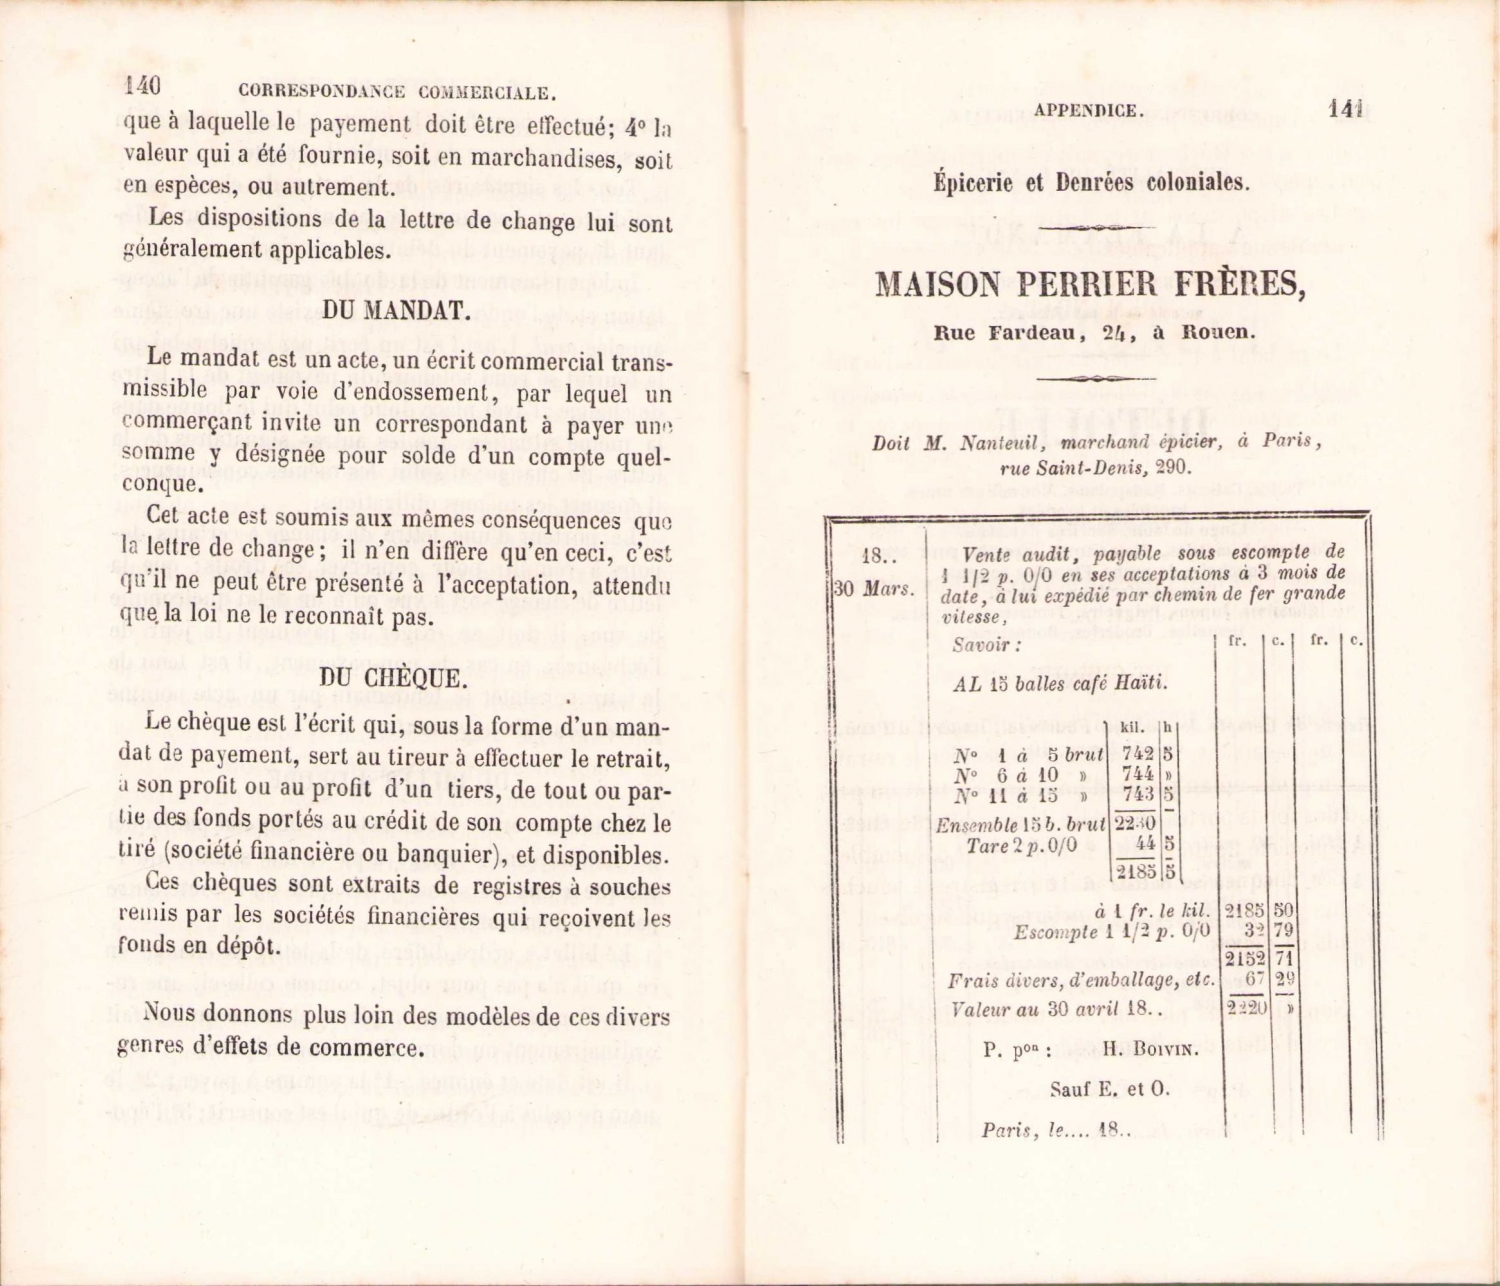 140 CORRESPONDANCE COMMERCIALE.
que à laquelle le payement doit être effectué; 4° la
valeur qui a été fournie, soit en marchandises, soit
en espèces, ou autrement.
Les dispositions de la lettre de change lui sont
généralement applicables.
DU MANDAT.
Le mandat est un acte, un écrit commercial trans-
missible par voie d'endossement, par lequel un
commerçant invite un correspondant à payer une
somme y désignée pour solde d'un compte quel-
conque.
Cet acte est soumis aux mêmes conséquences que
la lettre de change; il n'en diffère qu'en ceci, c'est
qu'il ne peut être présenté à l'acceptation, attendu
que la loi ne le reconnaît pas.
DU CHÈQUE.
Le chèque est l'écrit qui, sous la forme d'un man-
dat de payement, sert au tireur à effectuer le retrait,
à son profit ou au profit d'un tiers, de tout ou par-
tie des fonds portés au crédit de son compte chez le
tiré (société financière ou banquier), et disponibles.
Ces chèques sont extraits de registres à souches
remis par les sociétés financières qui reçoivent les
fonds en dépôt.
Nous donnons plus loin des modèles de ces divers
genres d'effets de commerce.
APPENDICE. 141
Épicerie et Denrées coloniales.
MAISON PERRIER FRÈRES,
Rue Fardeau, 24, à Rouen.
Doit M. Nanteuil, marchand épicier, à Paris,
rue Saint-Denis, 290.
18..
30 Mars.
Vente audit, payable sous escompte de
1 1/2 p. 0/0 en ses acceptations à 3 mois de
date, à lui expédié par chemin de fer grande
vitesse,
Savoir : fr. c. fr. c.
AL 15 balles café Haïti.
kil. h
N° 1 à 5 brut 742 5
N° 6 à 10 » 744 »
N° 11 à 15 » 743 5
Ensemble 15 b. brut 2230
Tare 2 p. 0/0 44 5
2185 5
à 1 fr. le kil. 2185 50
Escompte 1 1/2 p. 0/0 32 79
2152 71
Frais divers, d'emballage, etc. 67 29
Valeur au 30 avril 18.. 2220 »
P. pon : H. BOIVIN.
Sauf E. et O.
Paris, le.... 18..